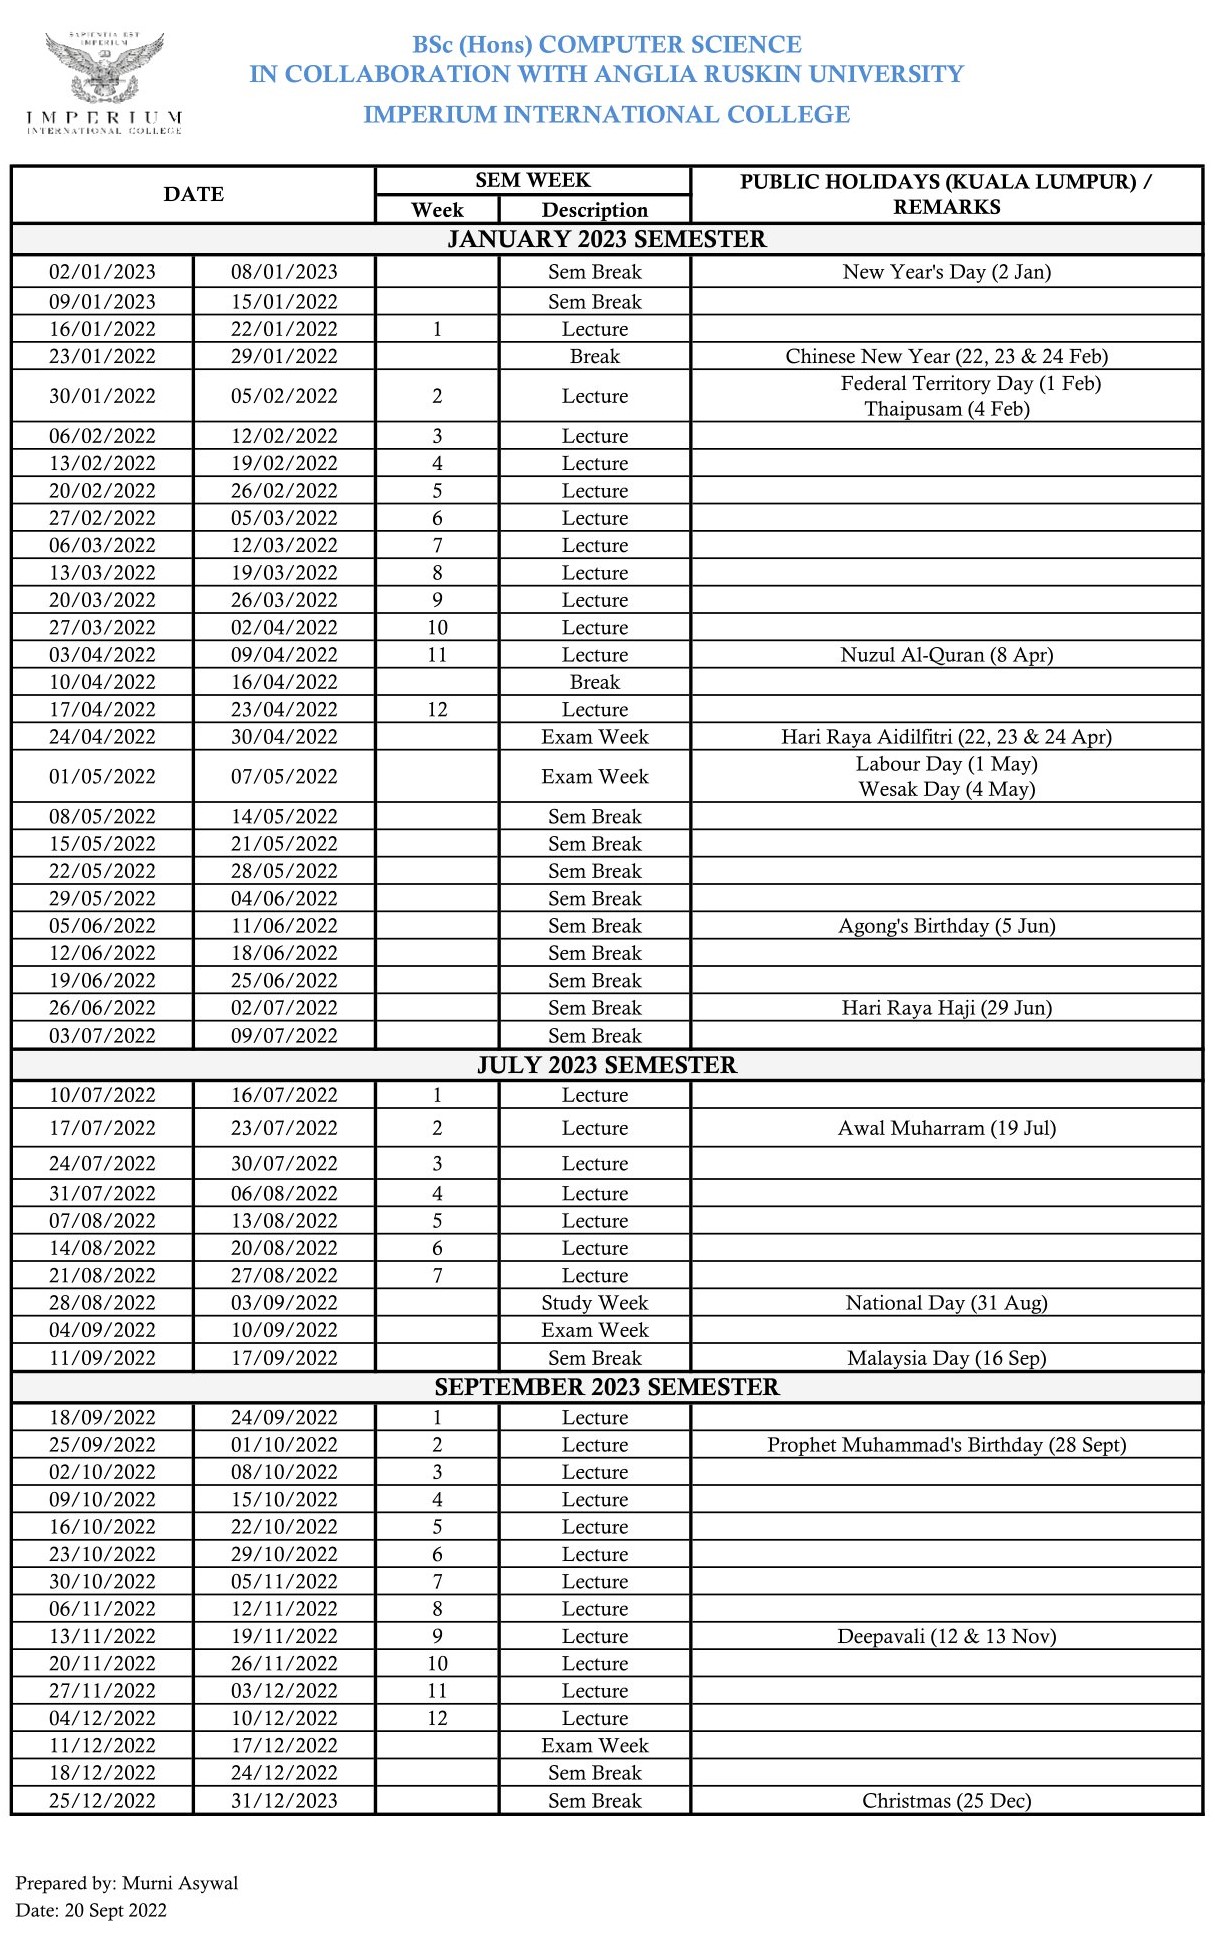 SAPIENTIA EST
IMPERIUM
IMPERIUM
INTERNATIONAL COLLEGE
BSc (Hons) COMPUTER SCIENCE
IN COLLABORATION WITH ANGLIA RUSKIN UNIVERSITY
IMPERIUM INTERNATIONAL COLLEGE
DATE SEM WEEK PUBLIC HOLIDAYS (KUALA LUMPUR) /
REMARKS
Week Description
JANUARY 2023 SEMESTER
02/01/2023 08/01/2023 Sem Break New Year's Day (2 Jan)
09/01/2023 15/01/2022 Sem Break
16/01/2022 22/01/2022 1 Lecture
23/01/2022 29/01/2022 Break Chinese New Year (22, 23 & 24 Feb)
30/01/2022 05/02/2022 2 Lecture Federal Territory Day (1 Feb)
Thaipusam (4 Feb)
06/02/2022 12/02/2022 3 Lecture
13/02/2022 19/02/2022 4 Lecture
20/02/2022 26/02/2022 5 Lecture
27/02/2022 05/03/2022 6 Lecture
06/03/2022 12/03/2022 7 Lecture
13/03/2022 19/03/2022 8 Lecture
20/03/2022 26/03/2022 9 Lecture
27/03/2022 02/04/2022 10 Lecture
03/04/2022 09/04/2022 11 Lecture Nuzul Al-Quran (8 Apr)
10/04/2022 16/04/2022 Break
17/04/2022 23/04/2022 12 Lecture
24/04/2022 30/04/2022 Exam Week Hari Raya Aidilfitri (22, 23 & 24 Apr)
01/05/2022 07/05/2022 Exam Week Labour Day (1 May)
Wesak Day (4 May)
08/05/2022 14/05/2022 Sem Break
15/05/2022 21/05/2022 Sem Break
22/05/2022 28/05/2022 Sem Break
29/05/2022 04/06/2022 Sem Break
05/06/2022 11/06/2022 Sem Break Agong's Birthday (5 Jun)
12/06/2022 18/06/2022 Sem Break
19/06/2022 25/06/2022 Sem Break
26/06/2022 02/07/2022 Sem Break Hari Raya Haji (29 Jun)
03/07/2022 09/07/2022 Sem Break
JULY 2023 SEMESTER
10/07/2022 16/07/2022 1 Lecture
17/07/2022 23/07/2022 2 Lecture Awal Muharram (19 Jul)
24/07/2022 30/07/2022 3 Lecture
31/07/2022 06/08/2022 4 Lecture
07/08/2022 13/08/2022 5 Lecture
14/08/2022 20/08/2022 6 Lecture
21/08/2022 27/08/2022 7 Lecture
28/08/2022 03/09/2022 Study Week National Day (31 Aug)
04/09/2022 10/09/2022 Exam Week
11/09/2022 17/09/2022 Sem Break Malaysia Day (16 Sep)
SEPTEMBER 2023 SEMESTER
18/09/2022 24/09/2022 1 Lecture
25/09/2022 01/10/2022 2 Lecture Prophet Muhammad's Birthday (28 Sept)
02/10/2022 08/10/2022 3 Lecture
09/10/2022 15/10/2022 4 Lecture
16/10/2022 22/10/2022 5 Lecture
23/10/2022 29/10/2022 6 Lecture
30/10/2022 05/11/2022 7 Lecture
06/11/2022 12/11/2022 8 Lecture
13/11/2022 19/11/2022 9 Lecture Deepavali (12 & 13 Nov)
20/11/2022 26/11/2022 10 Lecture
27/11/2022 03/12/2022 11 Lecture
04/12/2022 10/12/2022 12 Lecture
11/12/2022 17/12/2022 Exam Week
18/12/2022 24/12/2022 Sem Break
25/12/2022 31/12/2023 Sem Break Christmas (25 Dec)
Prepared by: Murni Asywal
Date: 20 Sept 2022